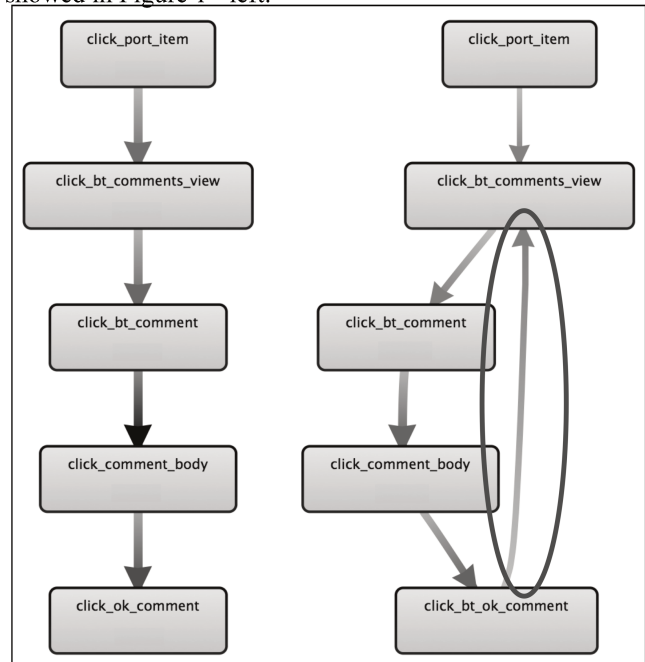 showed in Figure 1 - left.
click_port_item
click_port_item
click_bt_comments_view
click_bt_comments_view
click_bt_comment
click_bt_comment
click_comment_body
click_comment_body
click_ok_comment
click_bt_ok_comment